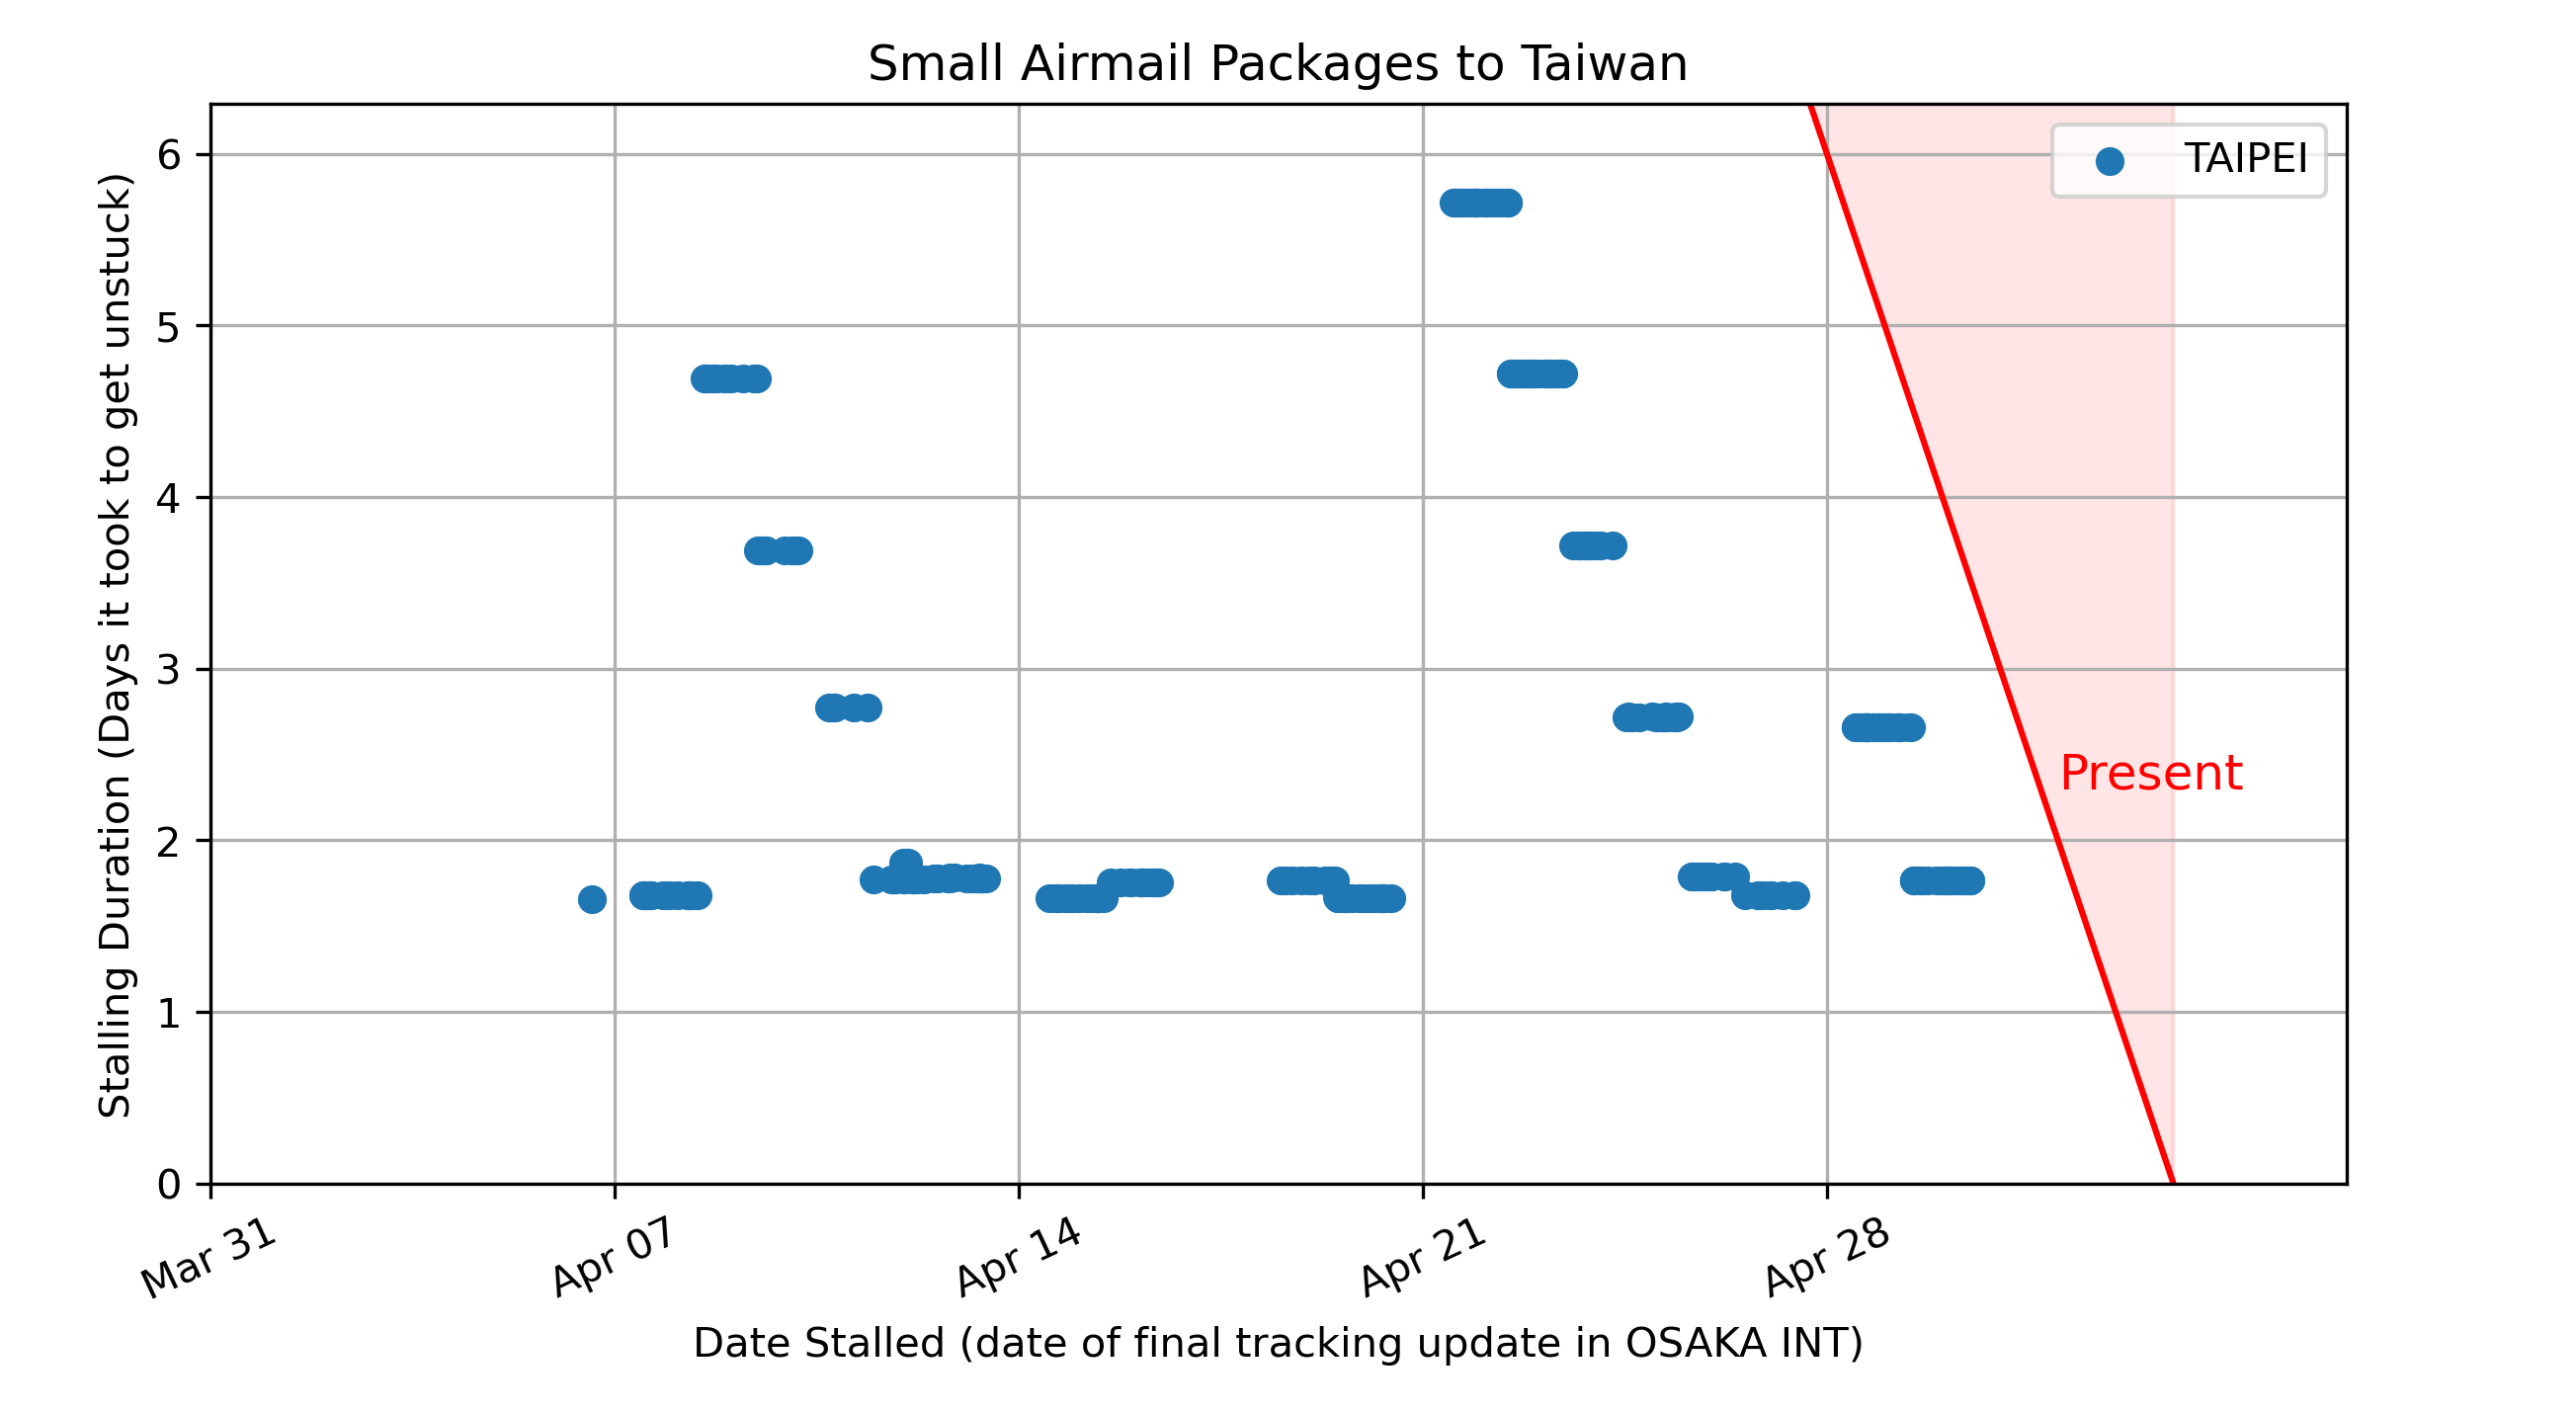 Small Airmail Packages to Taiwan
TAIPEI
Present
Stalling Duration (Days it took to get unstuck)
6
5
4
3
2
1
0
Mar 31
Apr 07
Apr 14
Apr 21
Apr 28
Date Stalled (date of final tracking update in OSAKA INT)